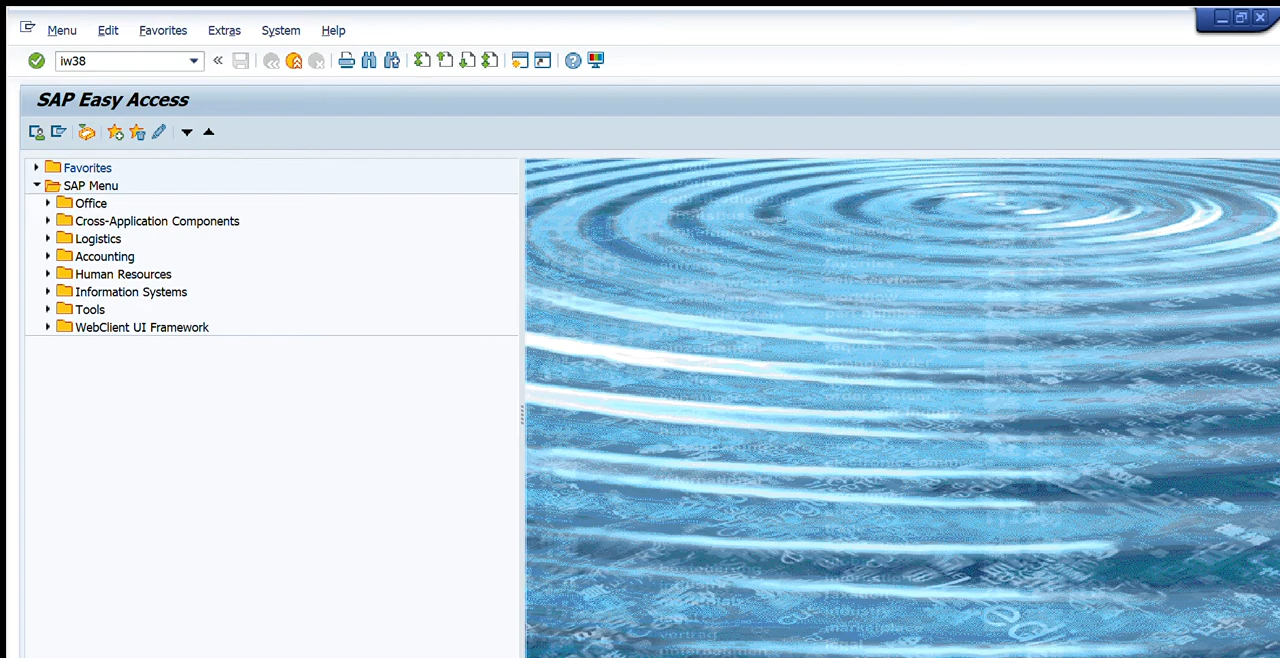 Menu Edit Favorites Extras System Help
iw38
SAP Easy Access
Favorites
SAP Menu
Office
Cross-Application Components
Logistics
Accounting
Human Resources
Information Systems
Tools
WebClient UI Framework